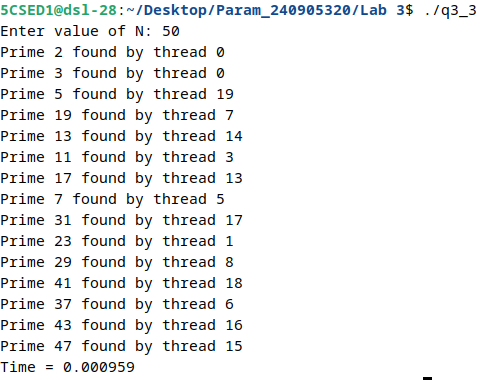 5CSED1@dsl-28:~/Desktop/Param_240905320/Lab 3$ ./q3_3
Enter value of N: 50
Prime 2 found by thread 0
Prime 3 found by thread 0
Prime 5 found by thread 19
Prime 19 found by thread 7
Prime 13 found by thread 14
Prime 11 found by thread 3
Prime 17 found by thread 13
Prime 7 found by thread 5
Prime 31 found by thread 17
Prime 23 found by thread 1
Prime 29 found by thread 8
Prime 41 found by thread 18
Prime 37 found by thread 6
Prime 43 found by thread 16
Prime 47 found by thread 15
Time = 0.000959